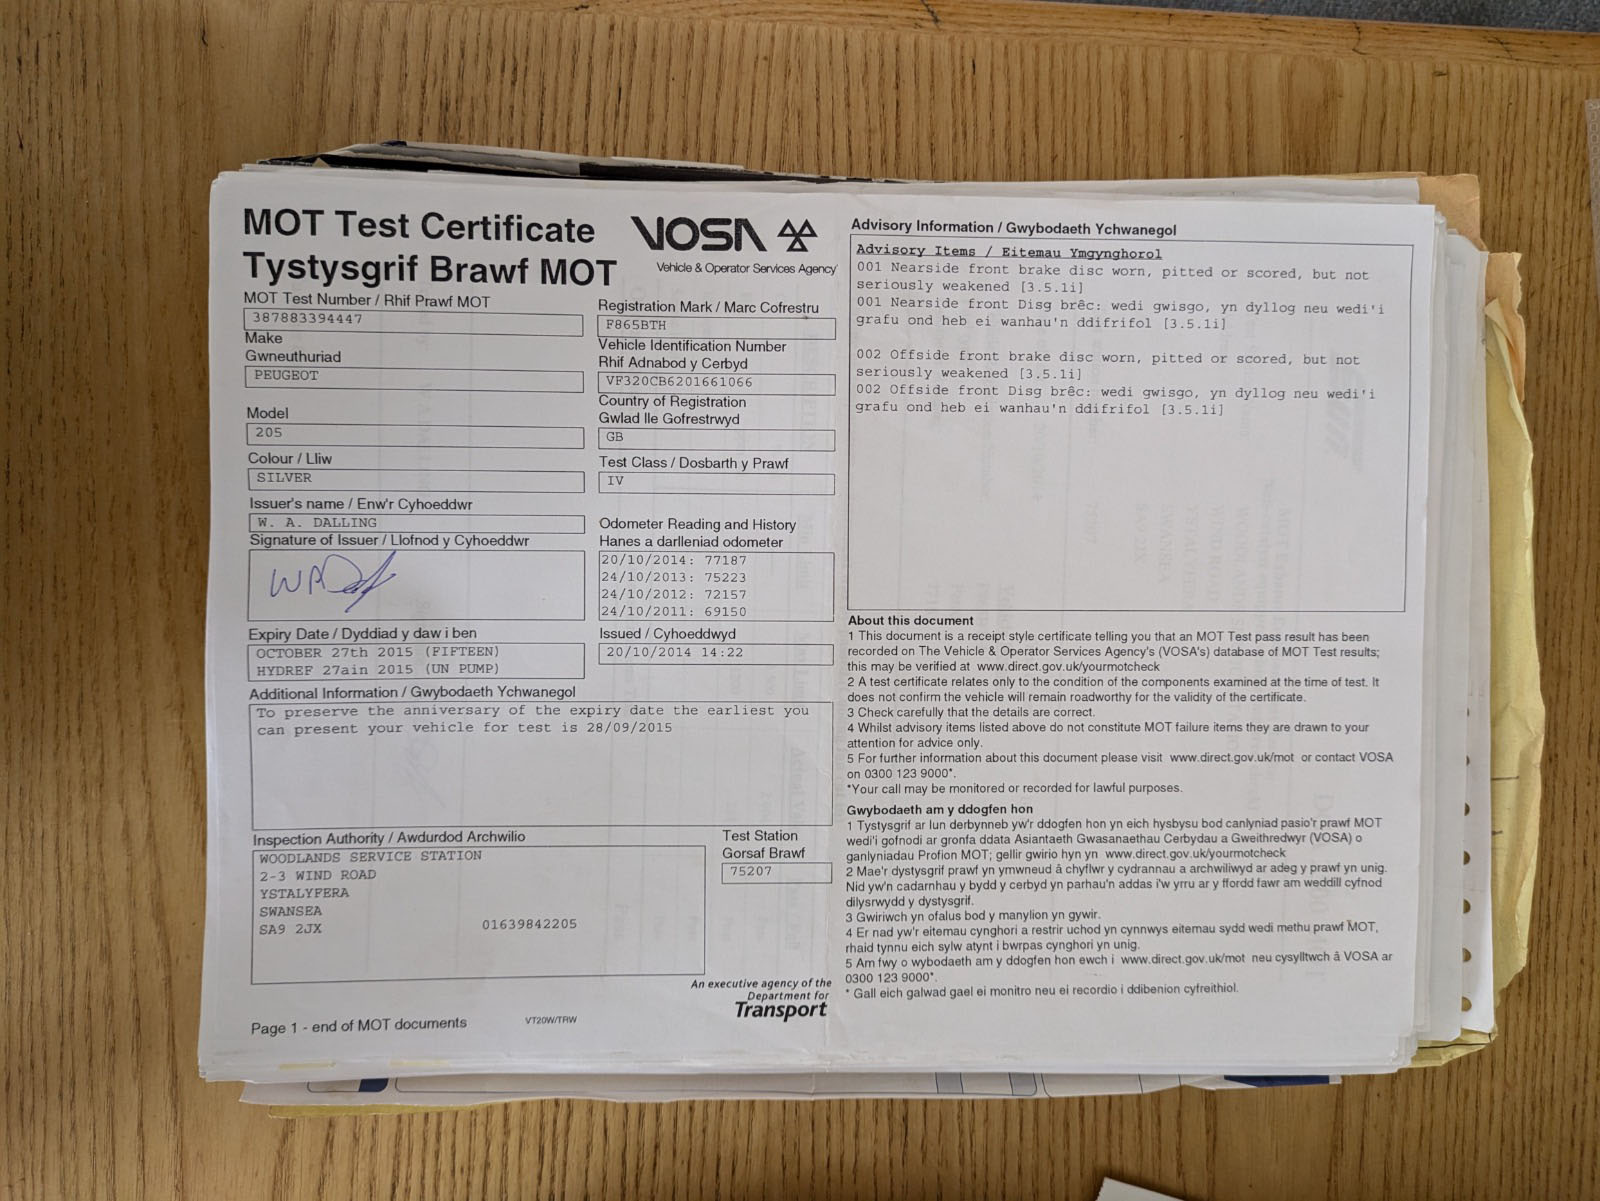 MOT Test Certificate
Tystysgrif Brawf MOT
VOSA
Vehicle & Operator Services Agency
MOT Test Number / Rhif Prawf MOT
387883394447
Make
Gwneuthuriad
PEUGEOT
Model
205
Colour / Lliw
SILVER
Issuer's name / Enw'r Cyhoeddwr
W. A. DALLING
Signature of Issuer / Llofnod y Cyhoeddwr
Expiry Date / Dyddiad y daw i ben
OCTOBER 27th 2015 (FIFTEEN)
HYDREF 27ain 2015 (UN PUMP)
Registration Mark / Marc Cofrestru
F865BTH
Vehicle Identification Number
Rhif Adnabod y Cerbyd
VF320CB6201661066
Country of Registration
Gwlad lle Gofrestrwyd
GB
Test Class / Dosbarth y Prawf
IV
Odometer Reading and History
Hanes a darlleniad odometer
20/10/2014: 77187
24/10/2013: 75223
24/10/2012: 72157
24/10/2011: 69150
Issued / Cyhoeddwyd
20/10/2014 14:22
Additional Information / Gwybodaeth Ychwanegol
To preserve the anniversary of the expiry date the earliest you
can present your vehicle for test is 28/09/2015
Inspection Authority / Awdurdod Archwilio
WOODLANDS SERVICE STATION
2-3 WIND ROAD
YSTALYFERA
SWANSEA
SA9 2JX 01639842205
Test Station
Gorsaf Brawf
75207
An executive agency of the
Department for
Transport
Page 1 - end of MOT documents
VT20W/TRW
Advisory Information / Gwybodaeth Ychwanegol
Advisory Items / Eitemau Ymgynghorol
001 Nearside front brake disc worn, pitted or scored, but not
seriously weakened [3.5.1i]
001 Nearside front Disg brêc: wedi gwisgo, yn dyllog neu wedi'i
grafu ond heb ei wanhau'n ddifrifol [3.5.1i]
002 Offside front brake disc worn, pitted or scored, but not
seriously weakened [3.5.1i]
002 Offside front Disg brêc: wedi gwisgo, yn dyllog neu wedi'i
grafu ond heb ei wanhau'n ddifrifol [3.5.1i]
About this document
1 This document is a receipt style certificate telling you that an MOT Test pass result has been
recorded on The Vehicle & Operator Services Agency's (VOSA's) database of MOT Test results;
this may be verified at www.direct.gov.uk/yourmotcheck
2 A test certificate relates only to the condition of the components examined at the time of test. It
does not confirm the vehicle will remain roadworthy for the validity of the certificate.
3 Check carefully that the details are correct.
4 Whilst advisory items listed above do not constitute MOT failure items they are drawn to your
attention for advice only.
5 For further information about this document please visit www.direct.gov.uk/mot or contact VOSA
on 0300 123 9000*.
*Your call may be monitored or recorded for lawful purposes.
Gwybodaeth am y ddogfen hon
1 Tystysgrif ar lun derbynneb yw'r ddogfen hon yn eich hysbysu bod canlyniad pasio'r prawf MOT
wedi'i gofnodi ar gronfa ddata Asiantaeth Gwasanaethau Cerbydau a Gweithredwyr (VOSA) o
ganlyniadau Profion MOT; gellir gwirio hyn yn www.direct.gov.uk/yourmotcheck
2 Mae'r dystysgrif prawf yn ymwneud â chyflwr y cydrannau a archwiliwyd ar adeg y prawf yn unig.
Nid yw'n cadarnhau y bydd y cerbyd yn parhau'n addas i'w yrru ar y ffordd fawr am weddill cyfnod
dilysrwydd y dystysgrif.
3 Gwiriwch yn ofalus bod y manylion yn gywir.
4 Er nad yw'r eitemau cynghori a restrir uchod yn cynnwys eitemau sydd wedi methu prawf MOT,
rhaid tynnu eich sylw atynt i bwrpas cynghori yn unig.
5 Am fwy o wybodaeth am y ddogfen hon ewch i www.direct.gov.uk/mot neu cysylltwch â VOSA ar
0300 123 9000*.
* Gall eich galwad gael ei monitro neu ei recordio i ddibenion cyfreithiol.